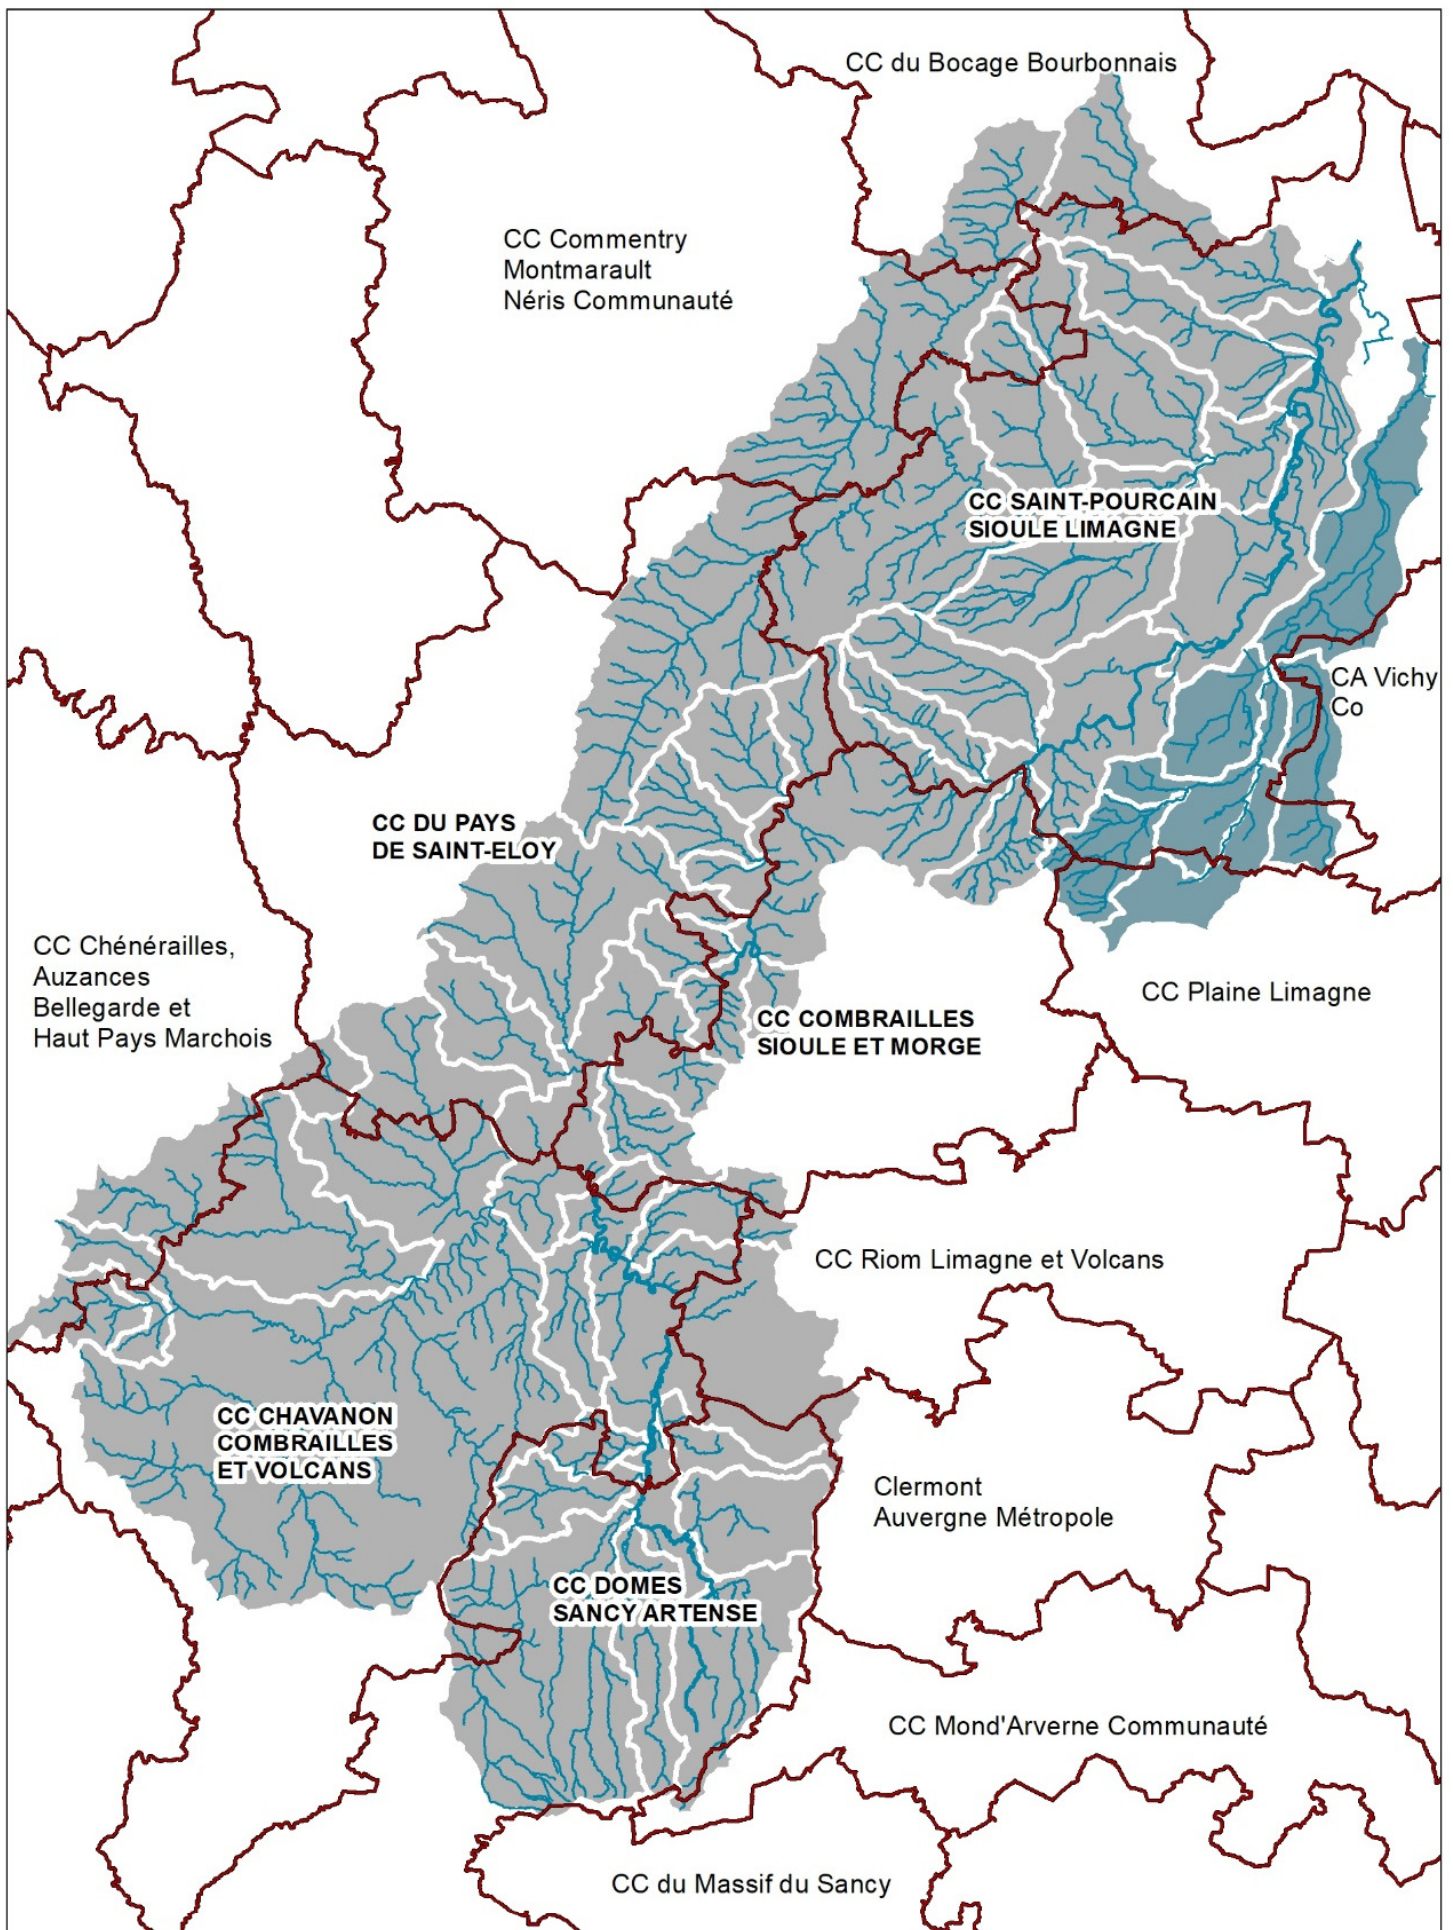 CC du Bocage Bourbonnais
CC Commentry
Montmarault
Néris Communauté
CC SAINT-POURCAIN
SIOULE LIMAGNE
CA Vichy
Co
CC DU PAYS
DE SAINT-ELOY
CC Chénérailles,
Auzances
Bellegarde et
Haut Pays Marchois
CC Plaine Limagne
CC COMBRAILLES
SIOULE ET MORGE
CC Riom Limagne et Volcans
CC CHAVANON
COMBRAILLES
ET VOLCANS
Clermont
Auvergne Métropole
CC DOMES
SANCY ARTENSE
CC Mond'Arverne Communauté
CC du Massif du Sancy